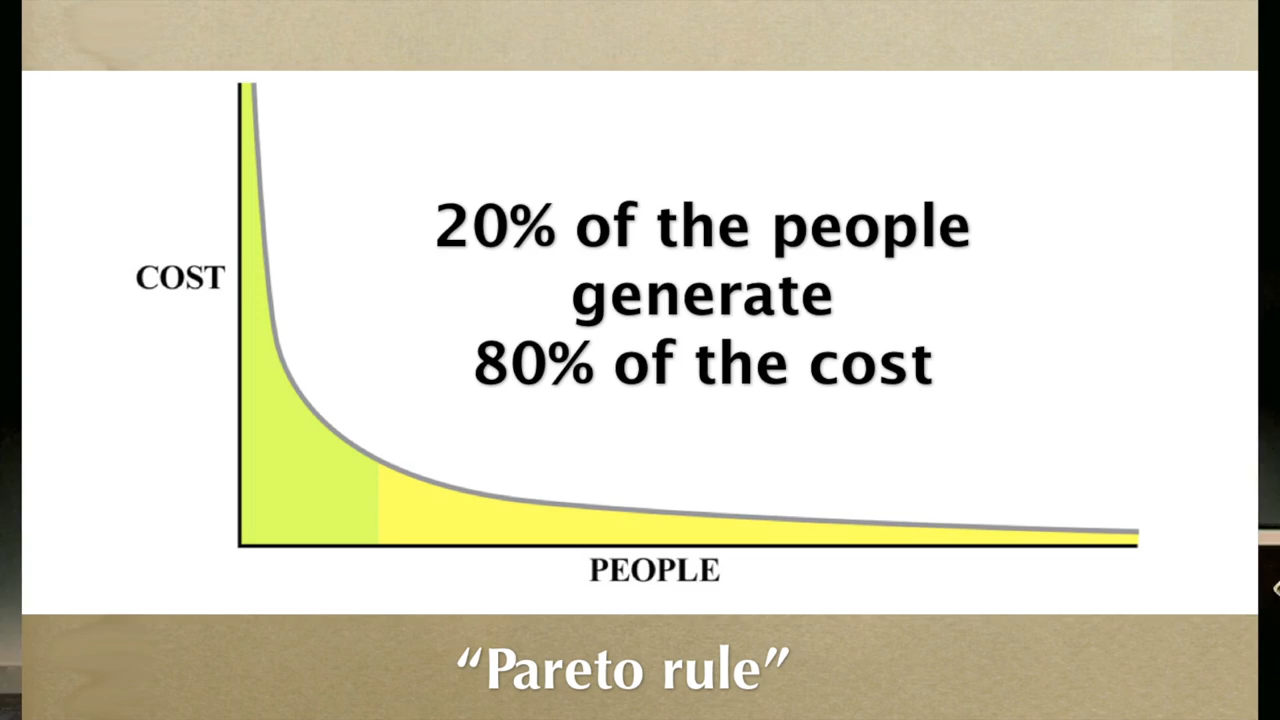 20% of the people
generate
80% of the cost
COST
PEOPLE
“Pareto rule”